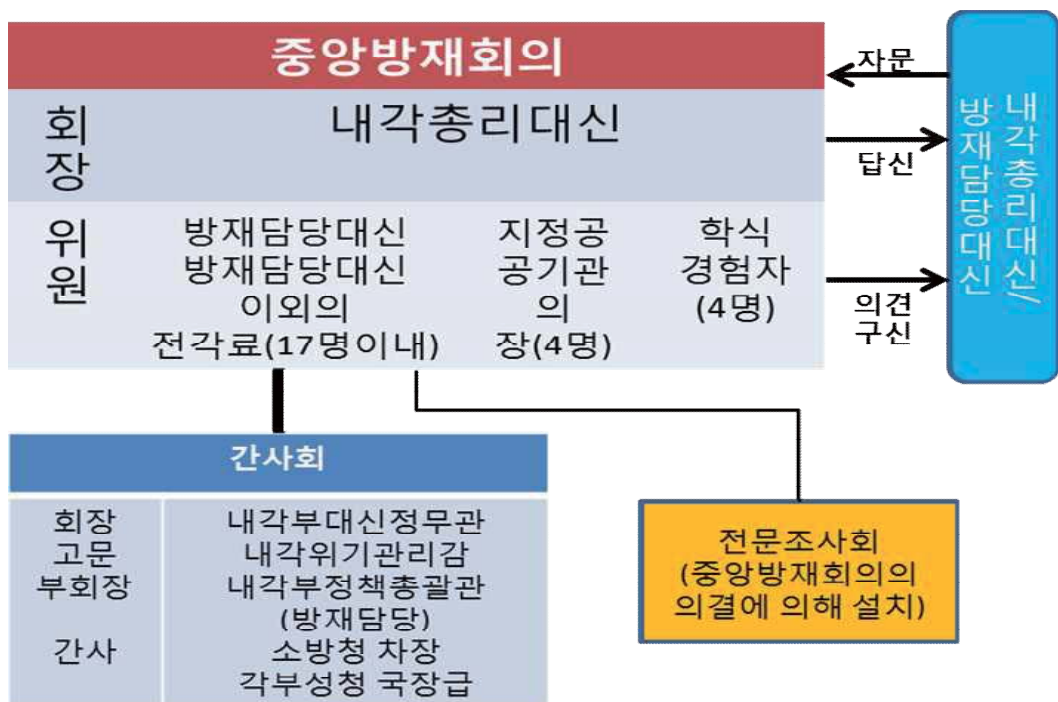 중앙방재회의
회
장
내각총리대신
위
원
방재담당대신
방재담당대신
이외의
전각료(17명이내)
지정공
공기관
의
장(4명)
학식
경험자
(4명)
자문
답신
의견
구신
내각총리대신/
방재담당대신
간사회
회장
내각부대신정무관
고문
내각위기관리감
부회장
내각부정책총괄관
(방재담당)
간사
소방청 차장
각부성청 국장급
전문조사회
(중앙방재회의의
의결에 의해 설치)